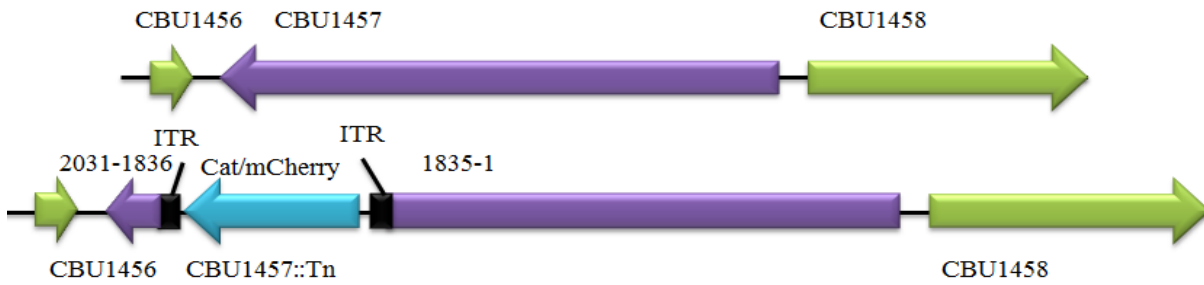 CBU1456 CBU1457 CBU1458
ITR ITR
2031-1836 Cat/mCherry 1835-1
CBU1456 CBU1457::Tn CBU1458